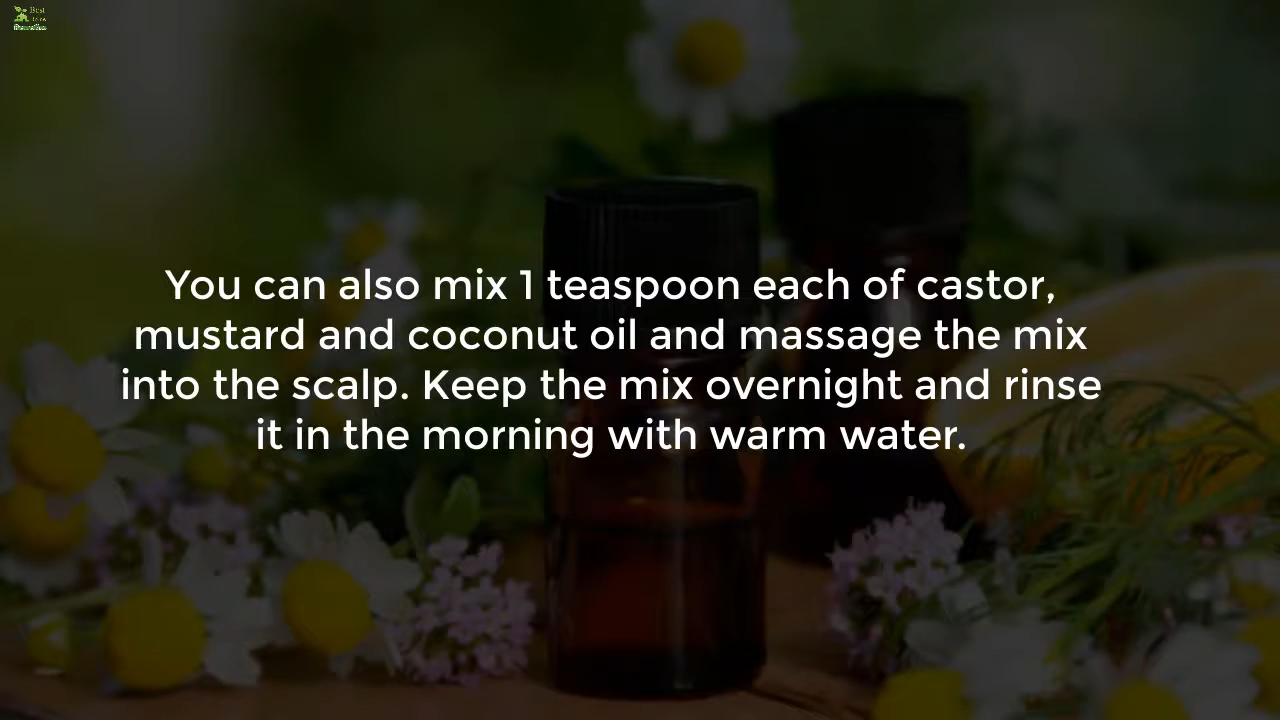 Best
You can also mix 1 teaspoon each of castor,
mustard and coconut oil and massage the mix
into the scalp. Keep the mix overnight and rinse
it in the morning with warm water.